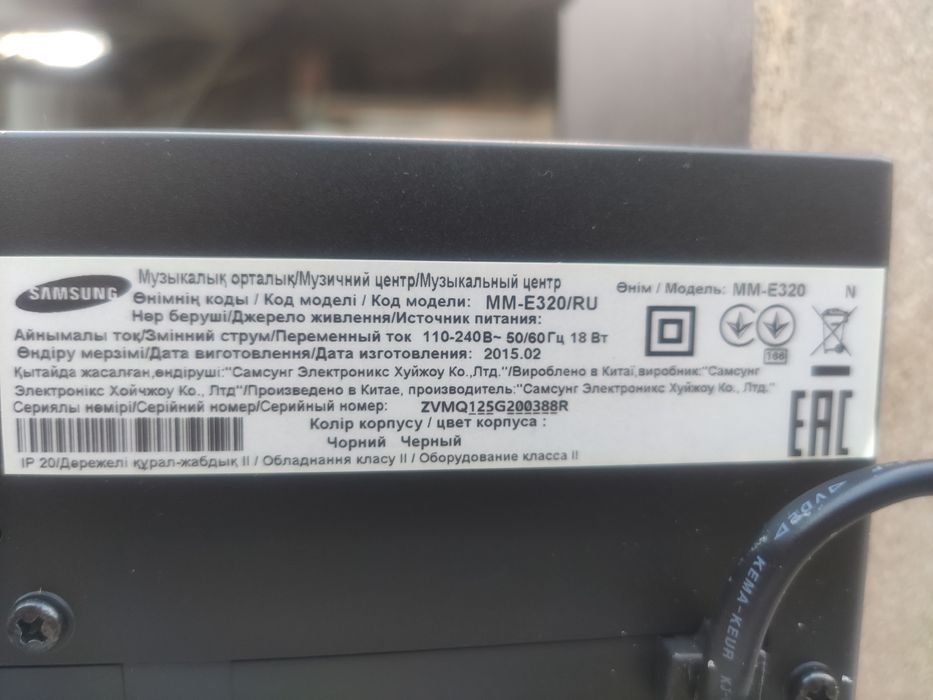 SAMSUNG
Музыкалық орталық/Музичний центр/Музыкальный центр
Өнімнің коды / Код моделі / Код модели: MM-E320/RU
Өнім / Модель: MM-E320 N
Нәр беруші/Джерело живлення/Источник питания:
Айнымалы ток/Змінний струм/Переменный ток 110-240В~ 50/60Гц 18 Вт
Өндіру мерзімі/Дата виготовлення/Дата изготовления: 2015.02
168
Қытайда жасалған,өндіруші:"Самсунг Электроникс Хуйжоу Ко.,Лтд."/Вироблено в Китаї,виробник:"Самсунг
Электронікс Хойчжоу Ко., Лтд"/Произведено в Китае, производитель:"Самсунг Электроникс Хуйжоу Ко., Лтд."
Сериялы нөмірі/Серійний номер/Серийный номер: ZVMQ125G200388R
Колір корпусу / цвет корпуса :
Чорний Черный
IP 20/Дәрежелі құрал-жабдық II / Обладнання класу II / Оборудование класса II
EAC
KEMA-KEUR